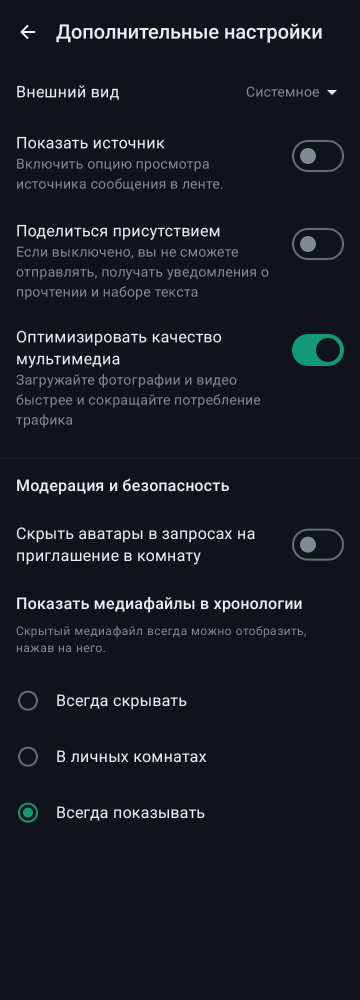 Дополнительные настройки
Внешний вид
Системное
Показать источник
Включить опцию просмотра
источника сообщения в ленте.
Поделиться присутствием
Если выключено, вы не сможете
отправлять, получать уведомления о
прочтении и наборе текста
Оптимизировать качество
мультимедиа
Загружайте фотографии и видео
быстрее и сокращайте потребление
трафика
Модерация и безопасность
Скрыть аватары в запросах на
приглашение в комнату
Показать медиафайлы в хронологии
Скрытый медиафайл всегда можно отобразить,
нажав на него.
Всегда скрывать
В личных комнатах
Всегда показывать